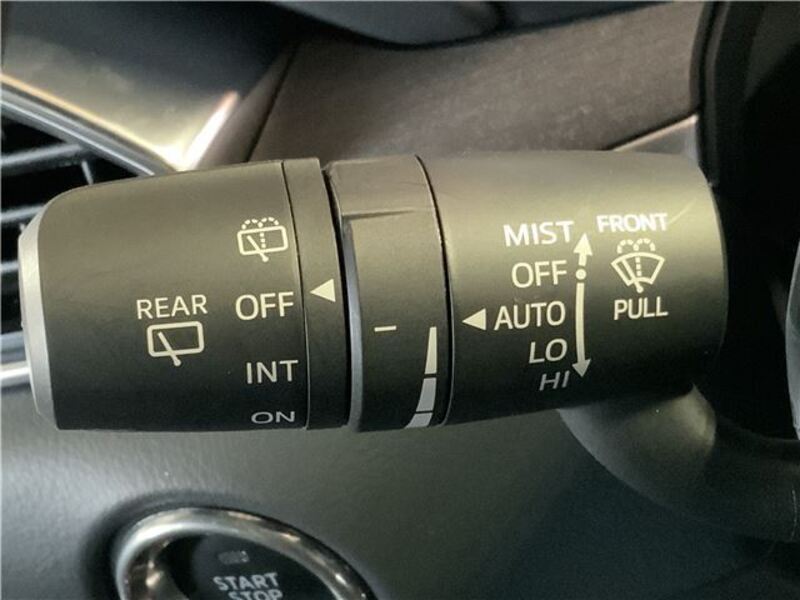 REAR
OFF
INT
ON
MIST
OFF
AUTO
LO
HI
FRONT
PULL
START
STOP